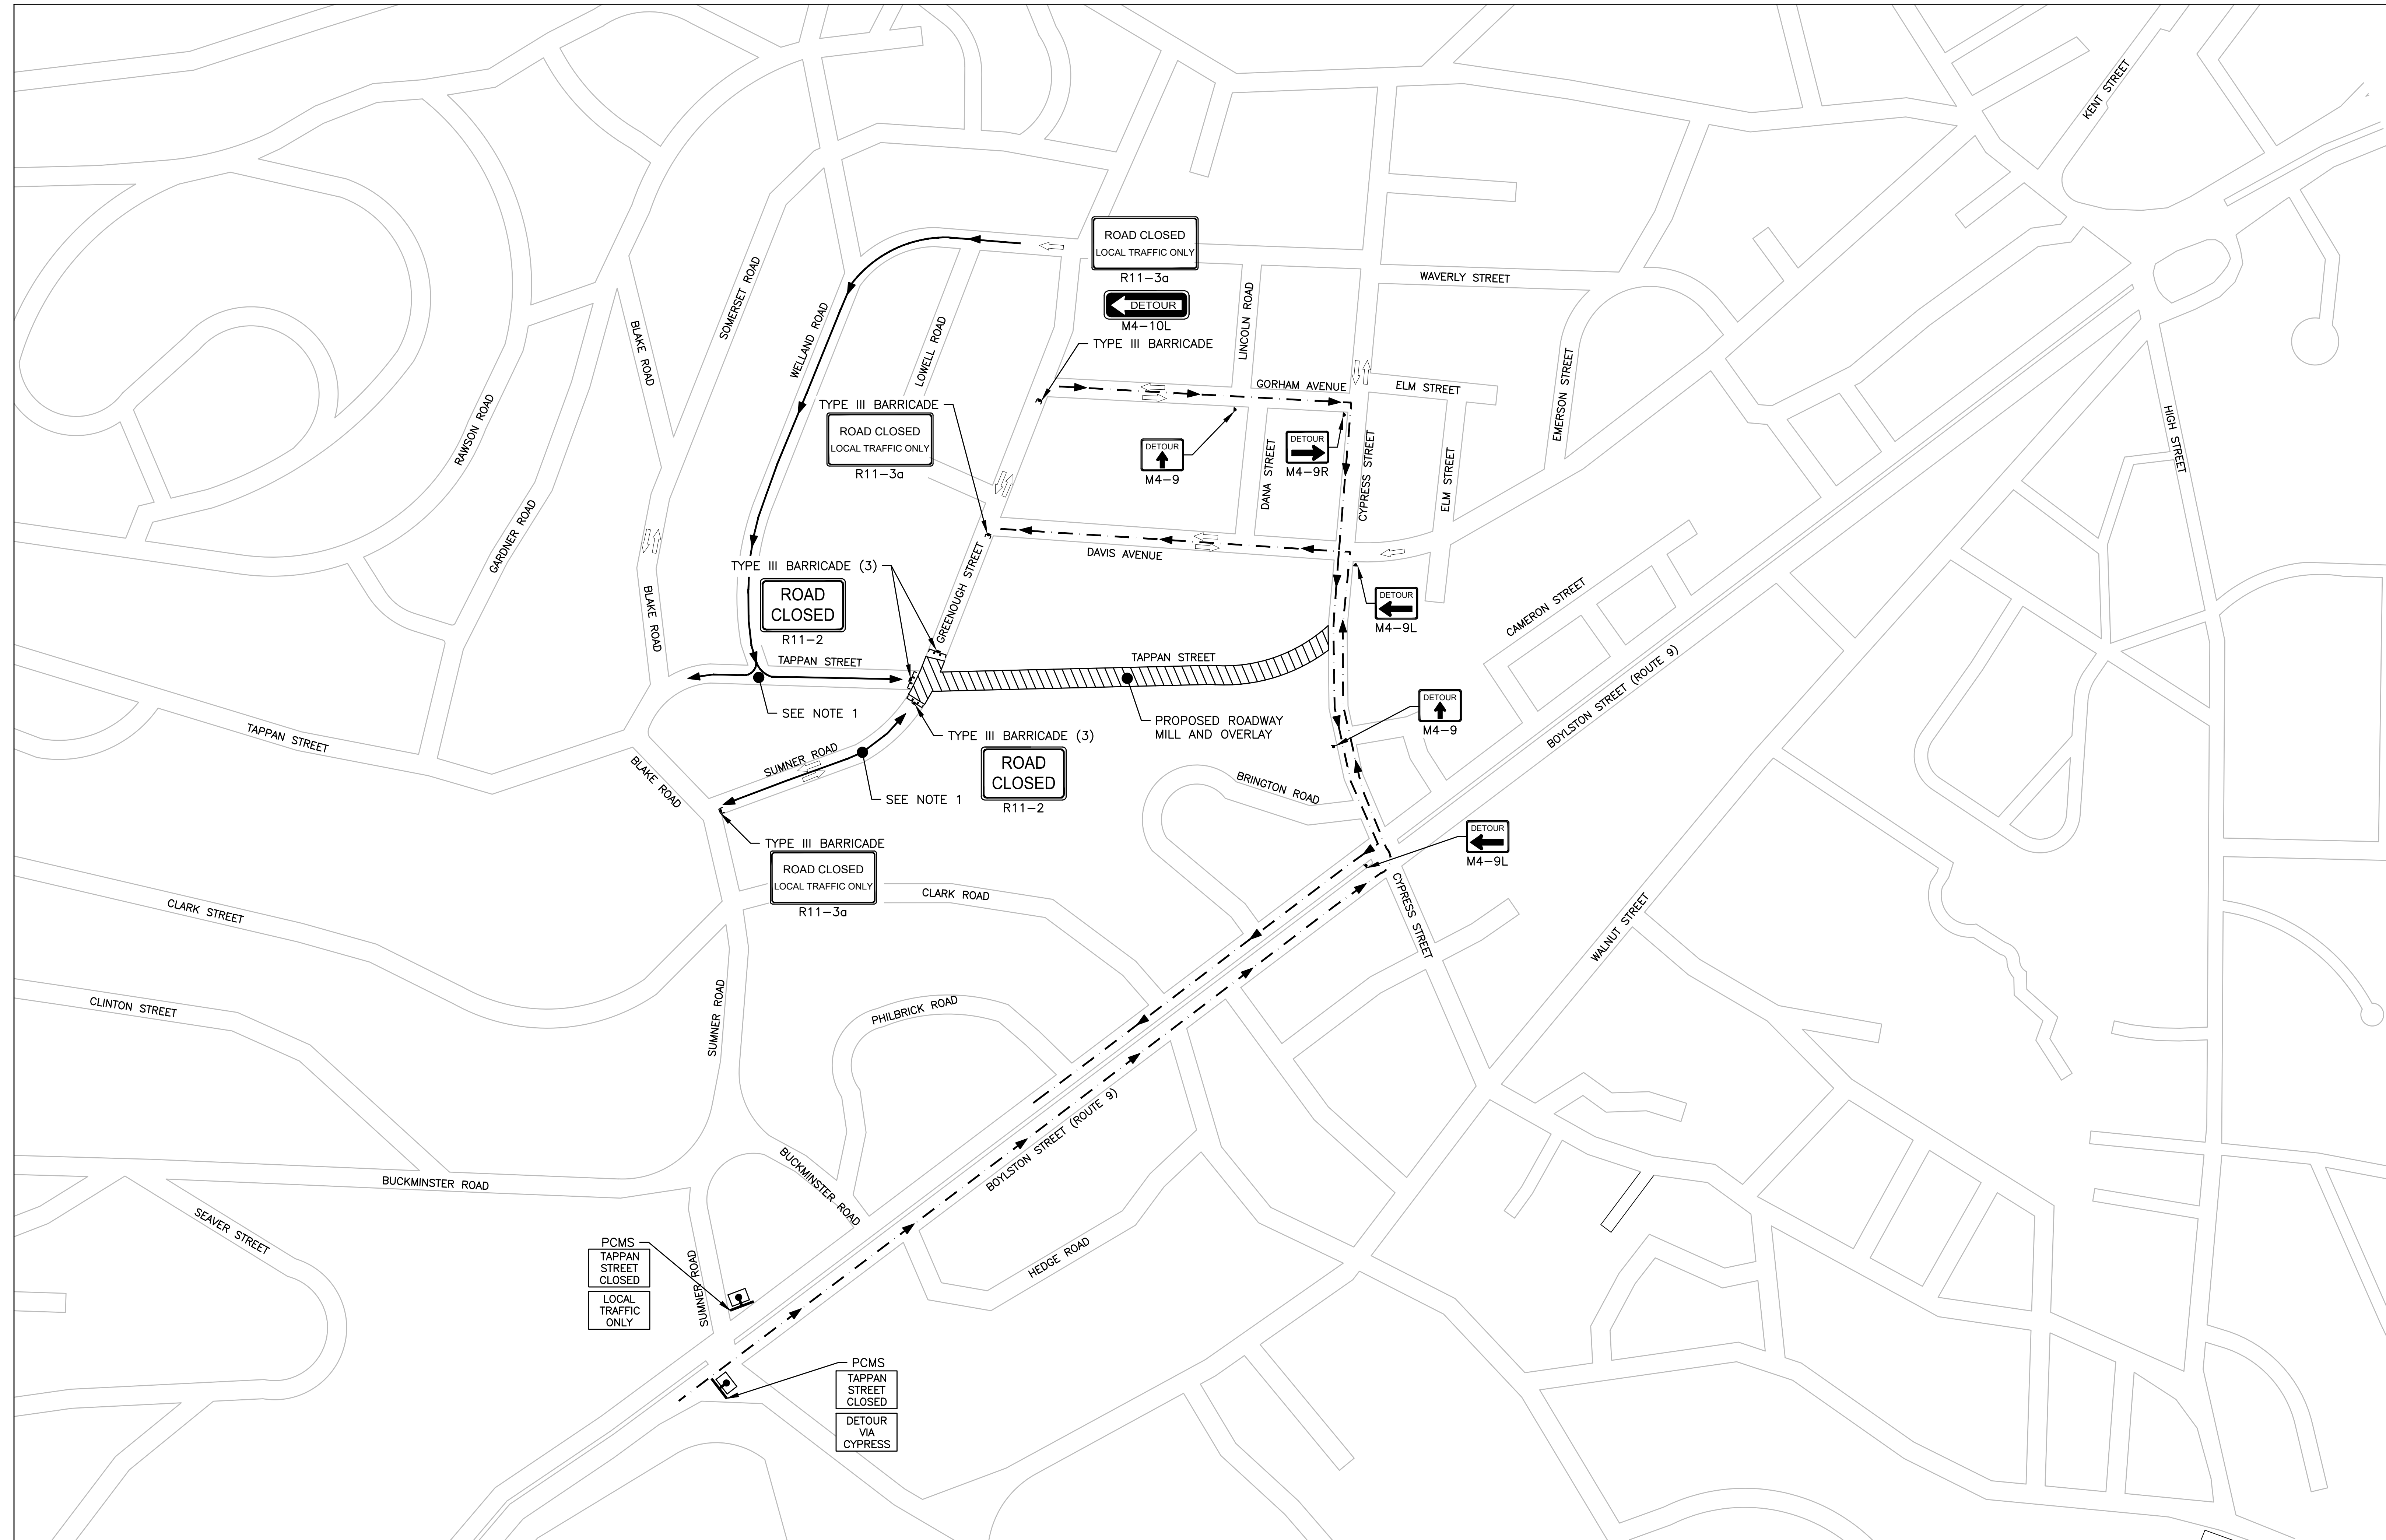 KENT STREET
ROAD CLOSED
LOCAL TRAFFIC ONLY
R11-3a
DETOUR
M4-10L
TYPE III BARRICADE
WAVERLY STREET
LINCOLN ROAD
SOMERSET ROAD
BLAKE ROAD
WELLAND ROAD
LOWELL ROAD
GORHAM AVENUE
ELM STREET
EMERSON STREET
HIGH STREET
RAWSON ROAD
TYPE III BARRICADE
ROAD CLOSED
LOCAL TRAFFIC ONLY
R11-3a
DETOUR
M4-9
DETOUR
M4-9R
DANA STREET
CYPRESS STREET
ELM STREET
GARDNER ROAD
DAVIS AVENUE
TYPE III BARRICADE (3)
ROAD
CLOSED
R11-2
GREENOUGH STREET
BLAKE ROAD
DETOUR
M4-9L
CAMERON STREET
TAPPAN STREET
TAPPAN STREET
BOYLSTON STREET (ROUTE 9)
SEE NOTE 1
PROPOSED ROADWAY
MILL AND OVERLAY
DETOUR
M4-9
TAPPAN STREET
TYPE III BARRICADE (3)
ROAD
CLOSED
R11-2
SUMNER ROAD
BLAKE ROAD
SEE NOTE 1
BRINGTON ROAD
DETOUR
M4-9L
TYPE III BARRICADE
ROAD CLOSED
LOCAL TRAFFIC ONLY
R11-3a
CLARK ROAD
CLARK STREET
CYPRESS STREET
WALNUT STREET
CLINTON STREET
PHILBRICK ROAD
SUMNER ROAD
BOYLSTON STREET (ROUTE 9)
BUCKMINSTER ROAD
BUCKMINSTER ROAD
SEAVER STREET
HEDGE ROAD
PCMS
TAPPAN
STREET
CLOSED
LOCAL
TRAFFIC
ONLY
SUMNER ROAD
PCMS
TAPPAN
STREET
CLOSED
DETOUR
VIA
CYPRESS